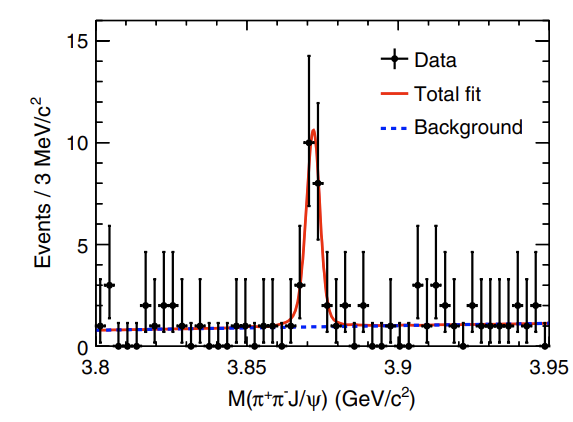 15
10
5
0
Events / 3 MeV/c²
Data
Total fit
Background
3.8
3.85
3.9
3.95
M(π⁺π⁻J/ψ) (GeV/c²)